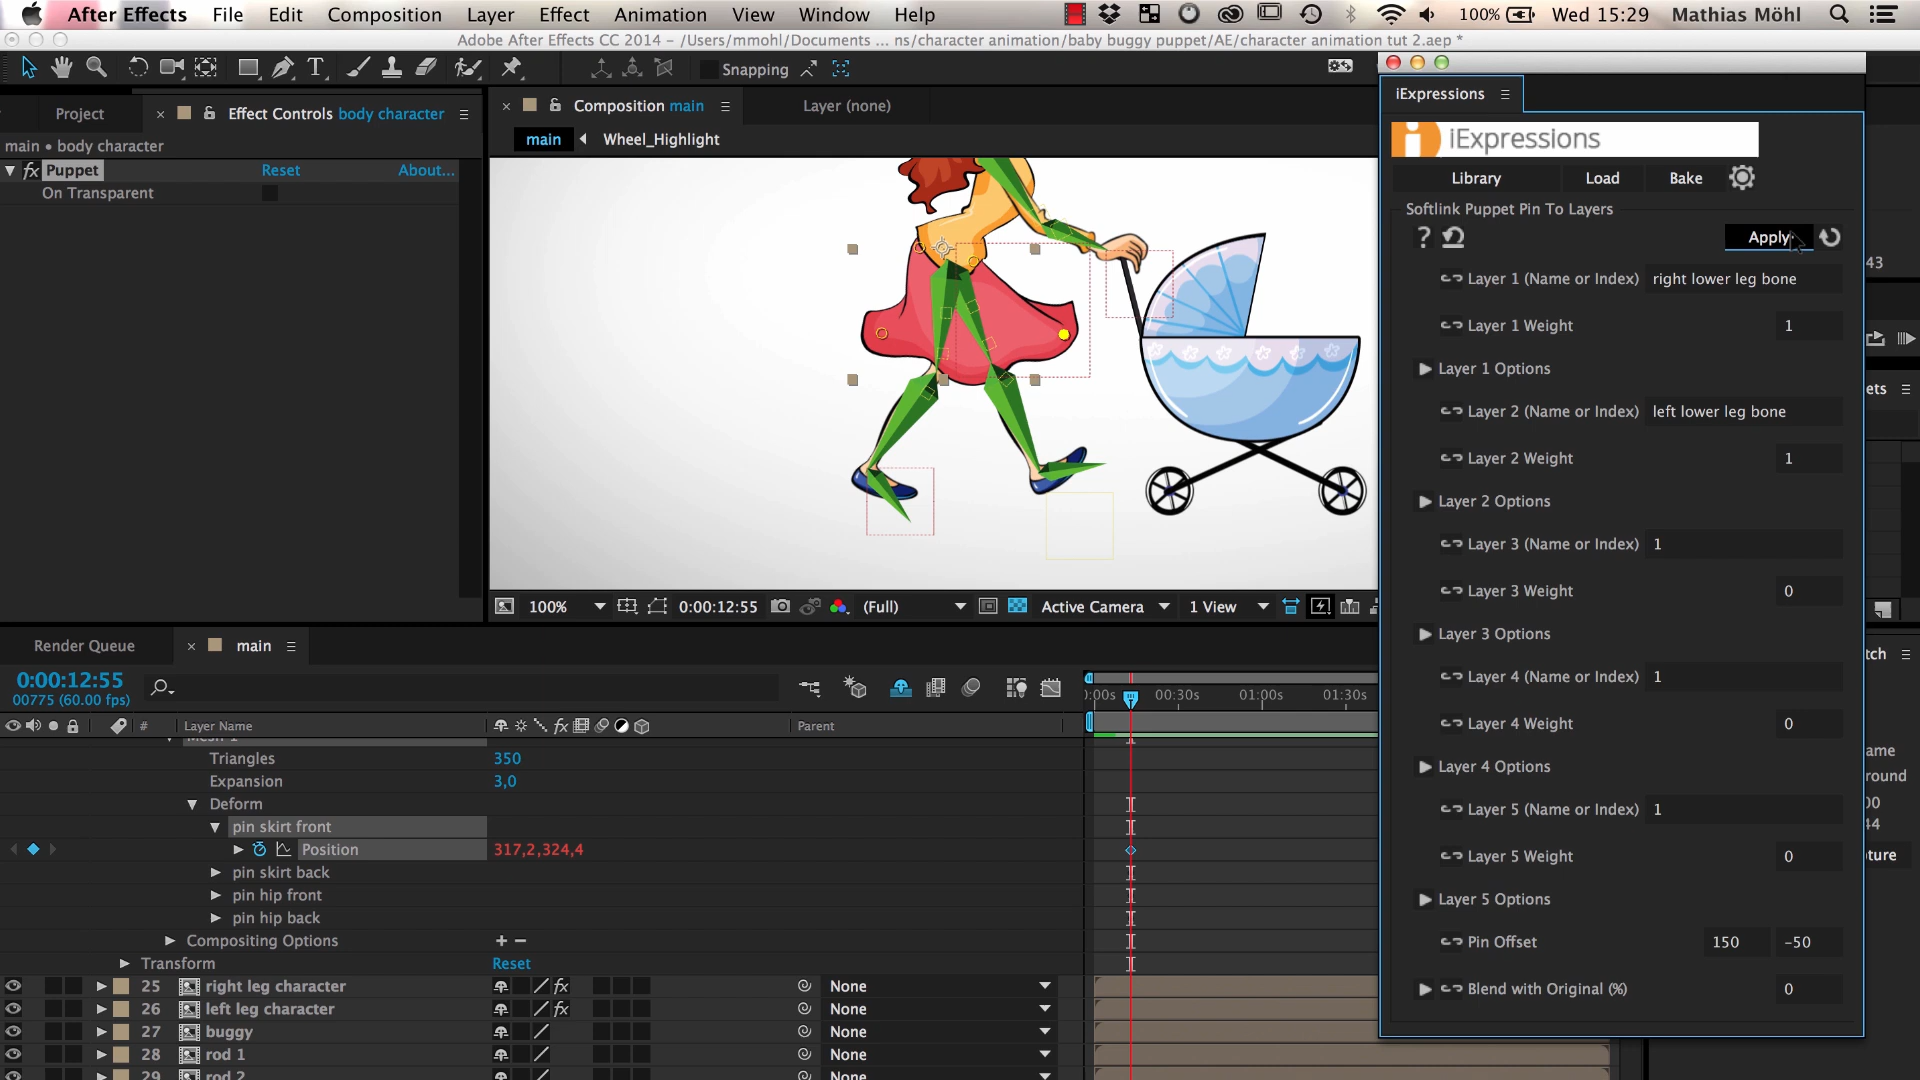 After Effects File Edit Composition Layer Effect Animation View Window Help 100% Wed 15:29 Mathias Möhl
Adobe After Effects CC 2014 - /Users/mmohl/Documents ... ns/character animation/baby buggy puppet/AE/character animation tut 2.aep *
Snapping
iExpressions
Project
Effect Controls body character
Composition main
Layer (none)
main • body character
main
Wheel_Highlight
iExpressions
fx Puppet Reset About...
On Transparent
Library Load Bake
Softlink Puppet Pin To Layers
? Apply
43
Layer 1 (Name or Index) right lower leg bone
Layer 1 Weight 1
Layer 1 Options
ets
Layer 2 (Name or Index) left lower leg bone
Layer 2 Weight 1
Layer 2 Options
Layer 3 (Name or Index) 1
Layer 3 Weight 0
Layer 3 Options
Layer 4 (Name or Index) 1
Layer 4 Weight 0
Layer 4 Options
Layer 5 (Name or Index) 1
Layer 5 Weight 0
Layer 5 Options
Pin Offset 150 -50
Blend with Original (%) 0
100% 0:00:12:55 (Full) Active Camera 1 View
Render Queue
main
tch
0:00:12:55
00775 (60.00 fps)
:00s 00:30s 01:00s 01:30s
# Layer Name fx Parent
ame
round
00
44
ture
Triangles 350
Expansion 3,0
Deform
pin skirt front
Position 317,2,324,4
pin skirt back
pin hip front
pin hip back
Compositing Options + −
Transform Reset
25 right leg character fx None
26 left leg character fx None
27 buggy None
28 rod 1 None
29 rod 2 None